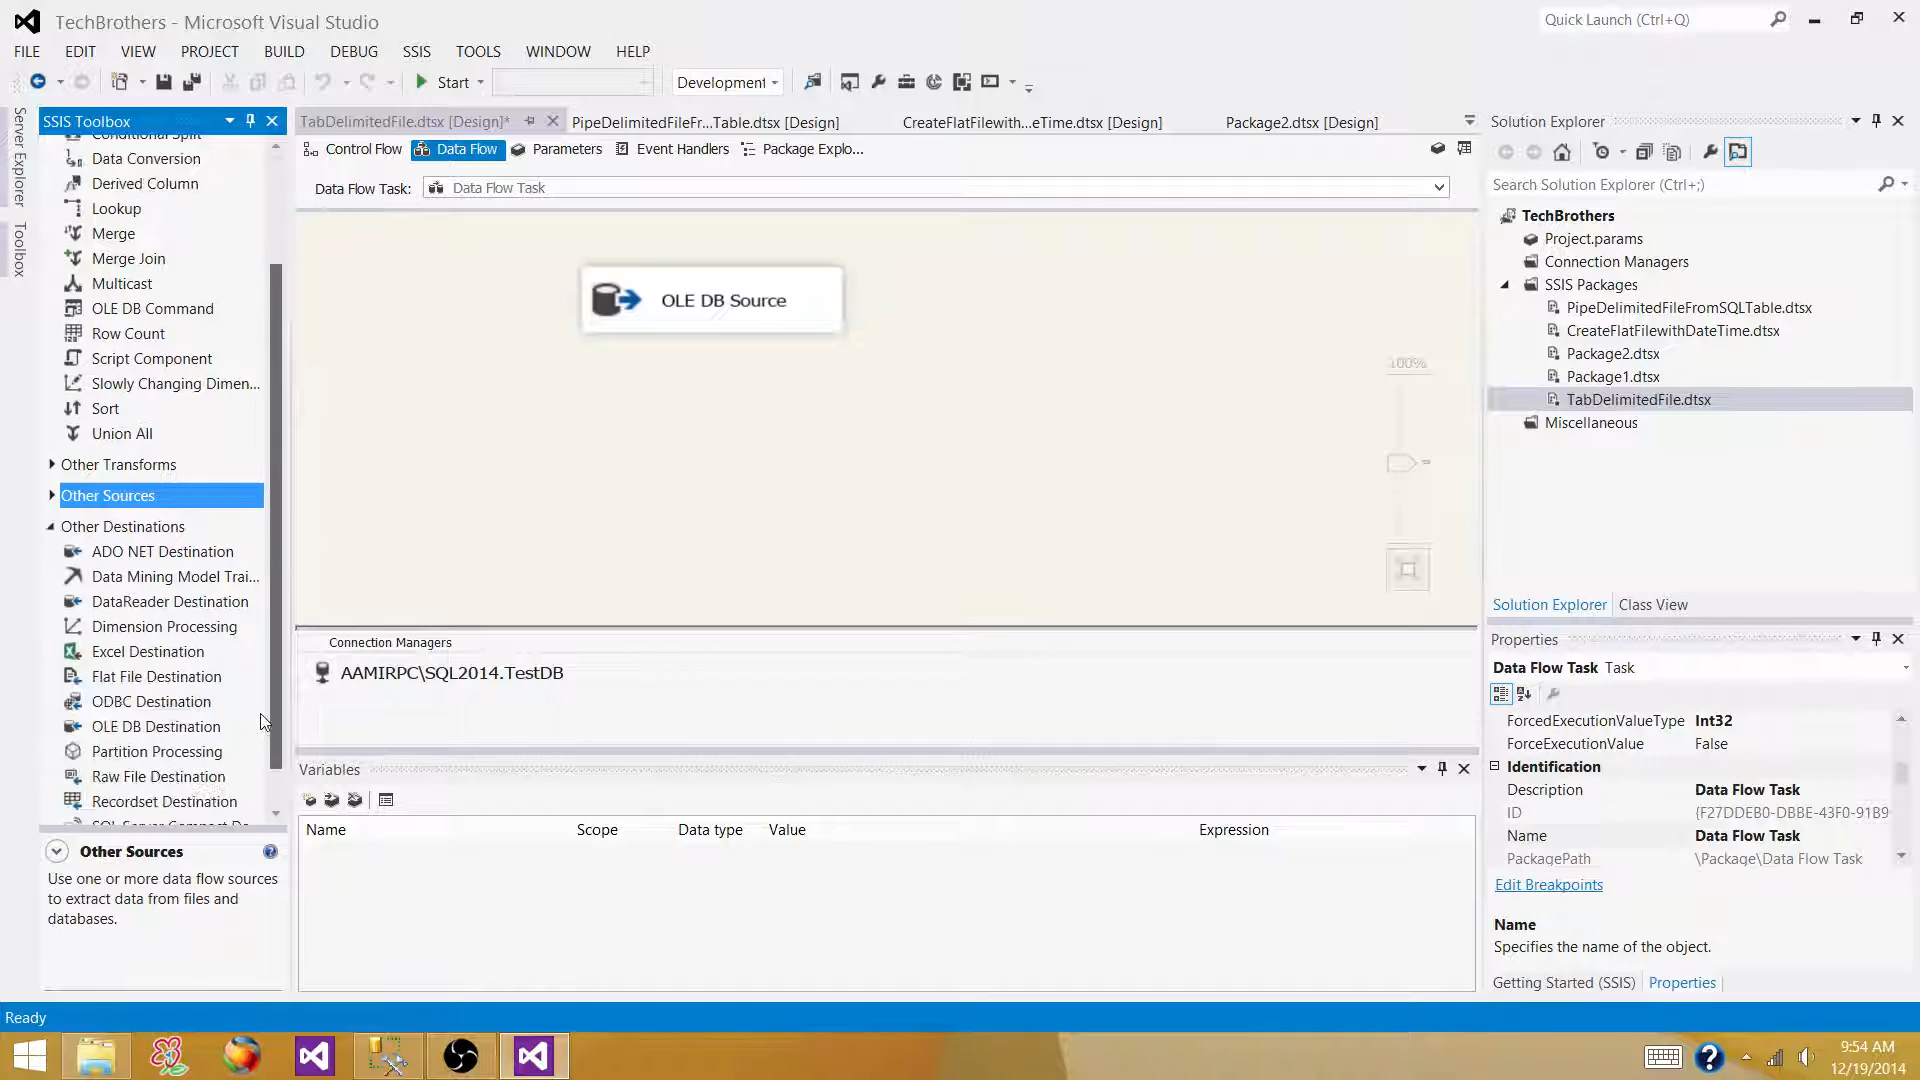 TechBrothers - Microsoft Visual Studio
Quick Launch (Ctrl+Q)
FILE EDIT VIEW PROJECT BUILD DEBUG SSIS TOOLS WINDOW HELP
Start Development
Server Explorer
Toolbox
SSIS Toolbox
Conditional Split
Data Conversion
Derived Column
Lookup
Merge
Merge Join
Multicast
OLE DB Command
Row Count
Script Component
Slowly Changing Dimen...
Sort
Union All
Other Transforms
Other Sources
Other Destinations
ADO NET Destination
Data Mining Model Trai...
DataReader Destination
Dimension Processing
Excel Destination
Flat File Destination
ODBC Destination
OLE DB Destination
Partition Processing
Raw File Destination
Recordset Destination
Other Sources
Use one or more data flow sources
to extract data from files and
databases.
TabDelimitedFile.dtsx [Design]* PipeDelimitedFileFr...Table.dtsx [Design] CreateFlatFilewith...eTime.dtsx [Design] Package2.dtsx [Design]
Control Flow Data Flow Parameters Event Handlers Package Explo...
Data Flow Task: Data Flow Task
OLE DB Source
100%
Connection Managers
AAMIRPC\SQL2014.TestDB
Variables
Name Scope Data type Value Expression
Solution Explorer
Search Solution Explorer (Ctrl+;)
TechBrothers
Project.params
Connection Managers
SSIS Packages
PipeDelimitedFileFromSQLTable.dtsx
CreateFlatFilewithDateTime.dtsx
Package2.dtsx
Package1.dtsx
TabDelimitedFile.dtsx
Miscellaneous
Solution Explorer Class View
Properties
Data Flow Task Task
ForcedExecutionValueType Int32
ForceExecutionValue False
Identification
Description Data Flow Task
ID {F27DDEB0-DBBE-43F0-91B9
Name Data Flow Task
PackagePath \Package\Data Flow Task
Edit Breakpoints
Name
Specifies the name of the object.
Getting Started (SSIS) Properties
Ready
9:54 AM
12/19/2014